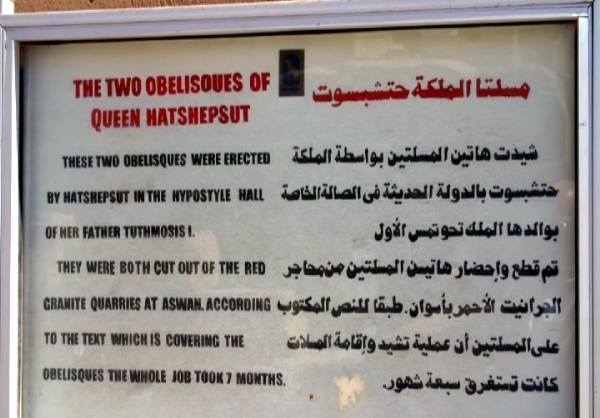 THE TWO OBELISQUES OF
QUEEN HATSHEPSUT
THESE TWO OBELISQUES WERE ERECTED
BY HATSHEPSUT IN THE HYPOSTYLE HALL
OF HER FATHER TUTHMOSIS I.
THEY WERE BOTH CUT OUT OF THE RED
GRANITE QUARRIES AT ASWAN. ACCORDING
TO THE TEXT WHICH IS COVERING THE
OBELISQUES THE WHOLE JOB TOOK 7 MONTHS.
مسلتا الملكة حتشبسوت
شيدت هاتين المسلتين بواسطة الملكة
حتشبسوت بالدولة الحديثة فى الصالة الخاصة
بوالدها الملك تحوتمس الأول
تم قطع وإحضار هاتيىن المسلتين من محاجر
الجرانيت الأحمر بأسوان. طبقا للنص المكتوب
على المسلتين أن عملية تشيد وإقامة المسلات
كانت تستغرق سبعة شهور.